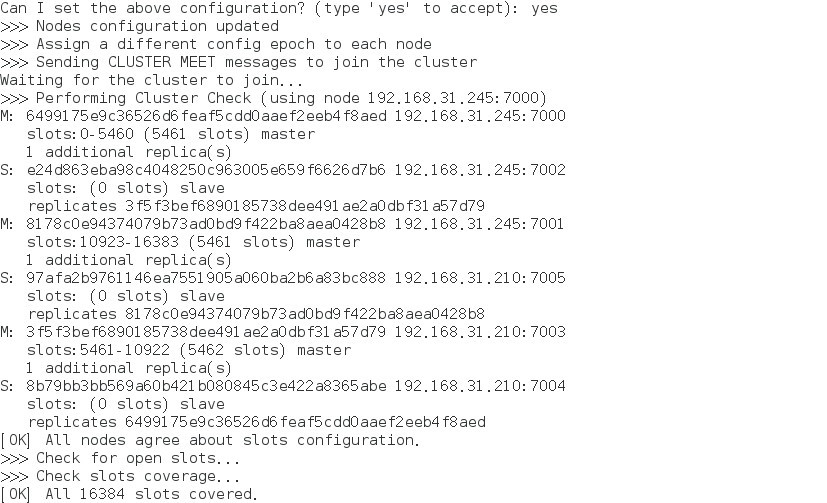 Can I set the above configuration? (type 'yes' to accept): yes
>>> Nodes configuration updated
>>> Assign a different config epoch to each node
>>> Sending CLUSTER MEET messages to join the cluster
Waiting for the cluster to join...
>>> Performing Cluster Check (using node 192.168.31.245:7000)
M: 6499175e9c36526d6feaf5cdd0aaef2eeb4f8aed 192.168.31.245:7000
slots:0-5460 (5461 slots) master
1 additional replica(s)
S: e24d863eba98c4048250c963005e659f6626d7b6 192.168.31.245:7002
slots: (0 slots) slave
replicates 3f5f3bef6890185738dee491ae2a0dbf31a57d79
M: 8178c0e94374079b73ad0bd9f422ba8aea0428b8 192.168.31.245:7001
slots:10923-16383 (5461 slots) master
1 additional replica(s)
S: 97afa2b9761146ea7551905a060ba2b6a83bc888 192.168.31.210:7005
slots: (0 slots) slave
replicates 8178c0e94374079b73ad0bd9f422ba8aea0428b8
M: 3f5f3bef6890185738dee491ae2a0dbf31a57d79 192.168.31.210:7003
slots:5461-10922 (5462 slots) master
1 additional replica(s)
S: 8b79bb3bb569a60b421b080845c3e422a8365abe 192.168.31.210:7004
slots: (0 slots) slave
replicates 6499175e9c36526d6feaf5cdd0aaef2eeb4f8aed
[OK] All nodes agree about slots configuration.
>>> Check for open slots...
>>> Check slots coverage...
[OK] All 16384 slots covered.